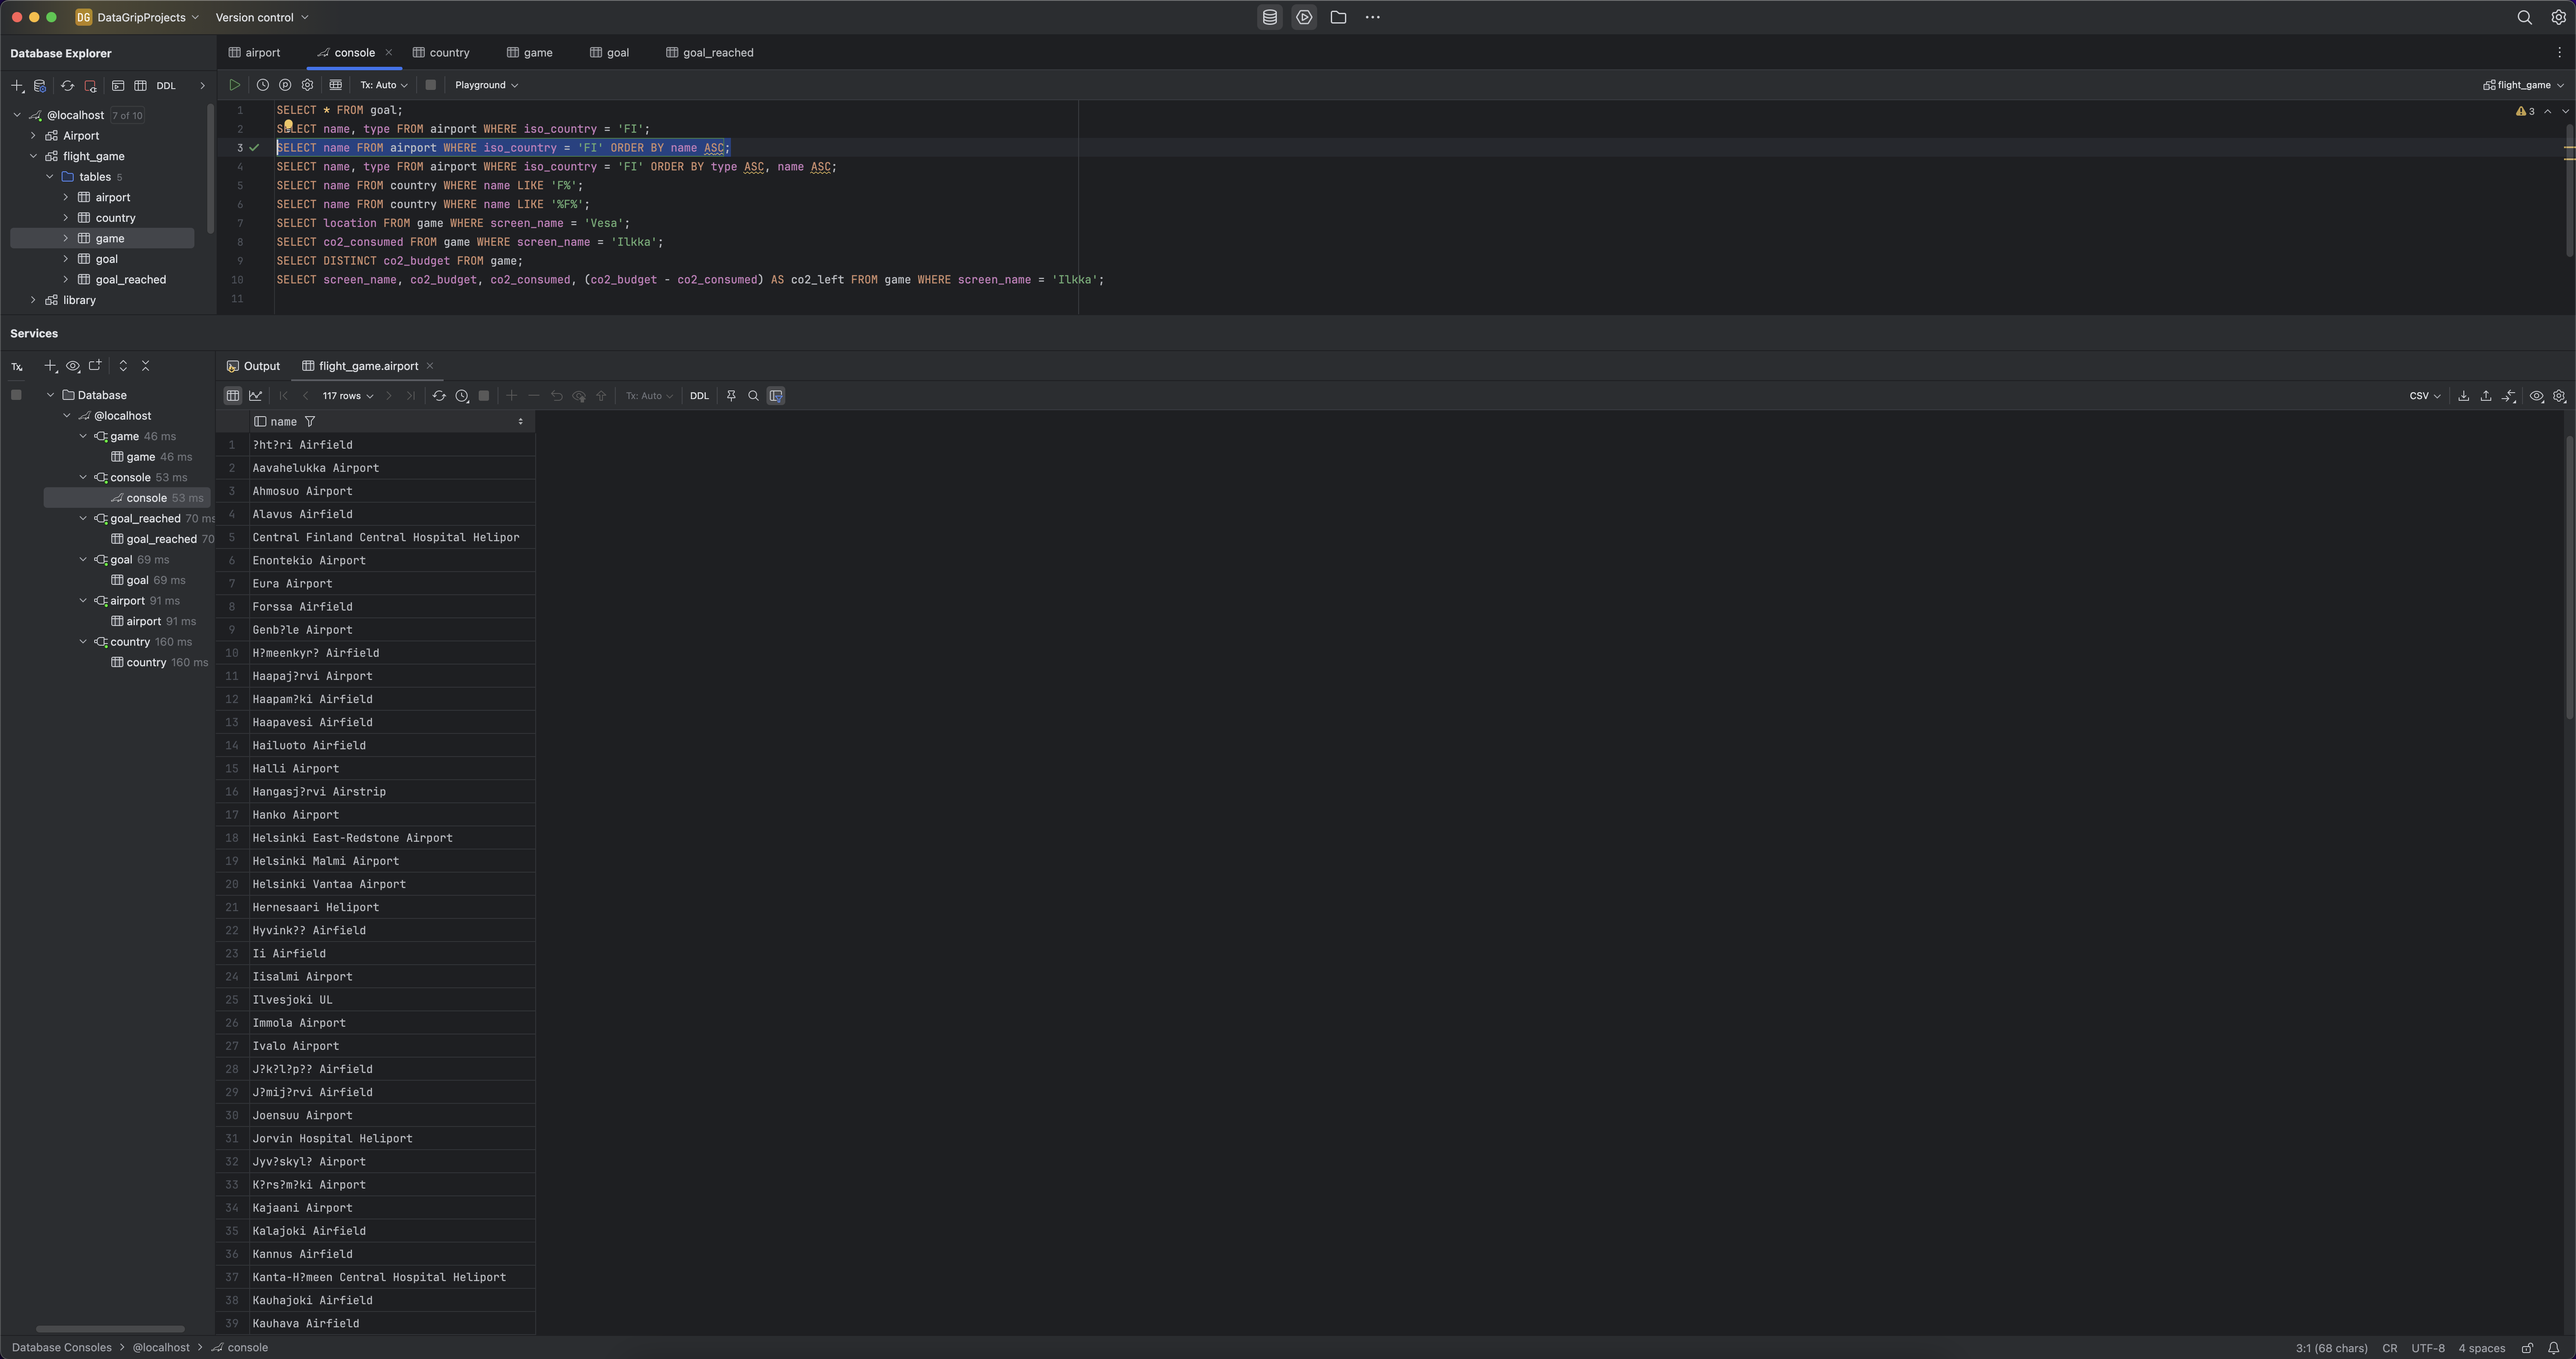 DG DataGripProjects Version control
Database Explorer
airport console country game goal goal_reached
DDL
Tx: Auto Playground flight_game
@localhost 7 of 10
Airport
flight_game
tables 5
airport
country
game
goal
goal_reached
library
1 SELECT * FROM goal;
2 SELECT name, type FROM airport WHERE iso_country = 'FI';
3 SELECT name FROM airport WHERE iso_country = 'FI' ORDER BY name ASC;
4 SELECT name, type FROM airport WHERE iso_country = 'FI' ORDER BY type ASC, name ASC;
5 SELECT name FROM country WHERE name LIKE 'F%';
6 SELECT name FROM country WHERE name LIKE '%F%';
7 SELECT location FROM game WHERE screen_name = 'Vesa';
8 SELECT co2_consumed FROM game WHERE screen_name = 'Ilkka';
9 SELECT DISTINCT co2_budget FROM game;
10 SELECT screen_name, co2_budget, co2_consumed, (co2_budget - co2_consumed) AS co2_left FROM game WHERE screen_name = 'Ilkka';
11
3
Services
Tx
Database
@localhost
game 46 ms
game 46 ms
console 53 ms
console 53 ms
goal_reached 70 ms
goal_reached 70
goal 69 ms
goal 69 ms
airport 91 ms
airport 91 ms
country 160 ms
country 160 ms
Output flight_game.airport
117 rows Tx: Auto DDL CSV
name
1 ?ht?ri Airfield
2 Aavahelukka Airport
3 Ahmosuo Airport
4 Alavus Airfield
5 Central Finland Central Hospital Helipor
6 Enontekio Airport
7 Eura Airport
8 Forssa Airfield
9 Genb?le Airport
10 H?meenkyr? Airfield
11 Haapaj?rvi Airport
12 Haapam?ki Airfield
13 Haapavesi Airfield
14 Hailuoto Airfield
15 Halli Airport
16 Hangasj?rvi Airstrip
17 Hanko Airport
18 Helsinki East-Redstone Airport
19 Helsinki Malmi Airport
20 Helsinki Vantaa Airport
21 Hernesaari Heliport
22 Hyvink?? Airfield
23 Ii Airfield
24 Iisalmi Airport
25 Ilvesjoki UL
26 Immola Airport
27 Ivalo Airport
28 J?k?l?p?? Airfield
29 J?mij?rvi Airfield
30 Joensuu Airport
31 Jorvin Hospital Heliport
32 Jyv?skyl? Airport
33 K?rs?m?ki Airport
34 Kajaani Airport
35 Kalajoki Airfield
36 Kannus Airfield
37 Kanta-H?meen Central Hospital Heliport
38 Kauhajoki Airfield
39 Kauhava Airfield
Database Consoles > @localhost > console
3:1 (68 chars) CR UTF-8 4 spaces